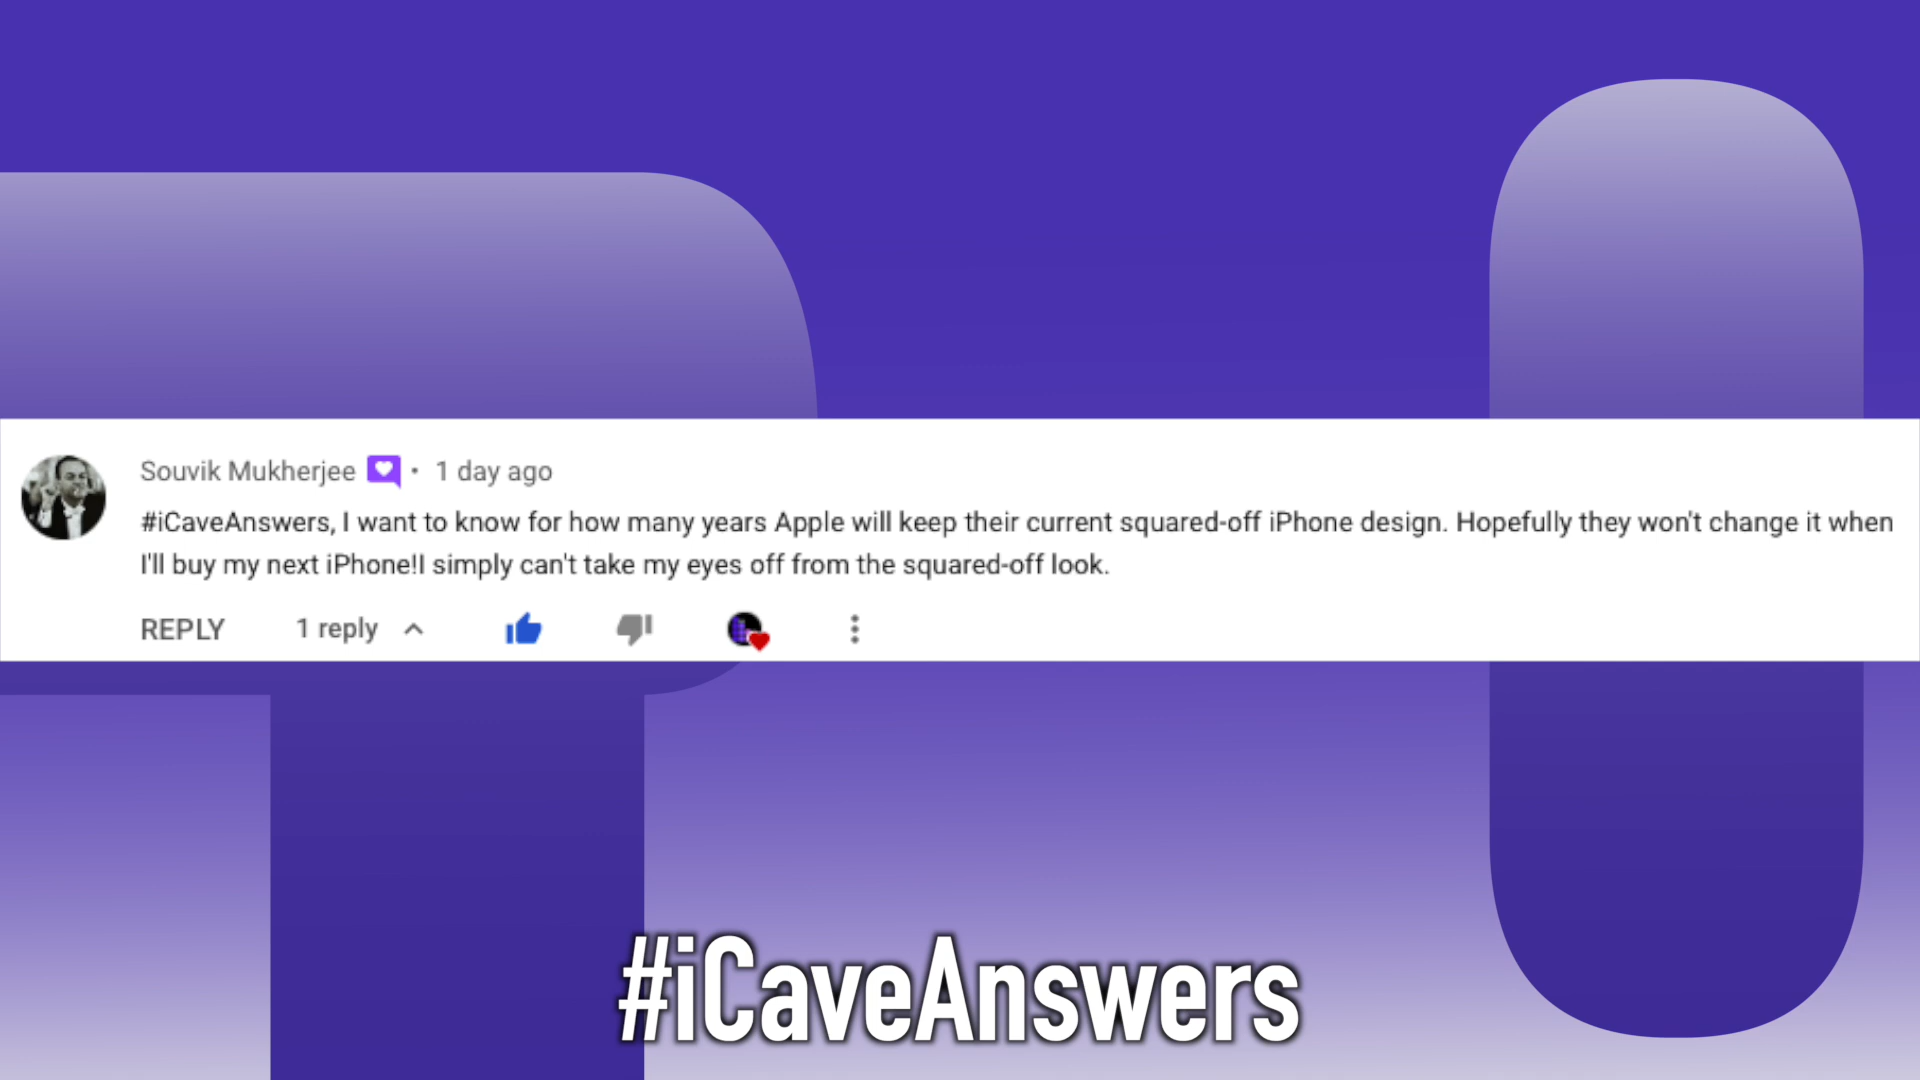 Souvik Mukherjee • 1 day ago
#iCaveAnswers, I want to know for how many years Apple will keep their current squared-off iPhone design. Hopefully they won't change it when
I'll buy my next iPhone!I simply can't take my eyes off from the squared-off look.
REPLY 1 reply
#iCaveAnswers